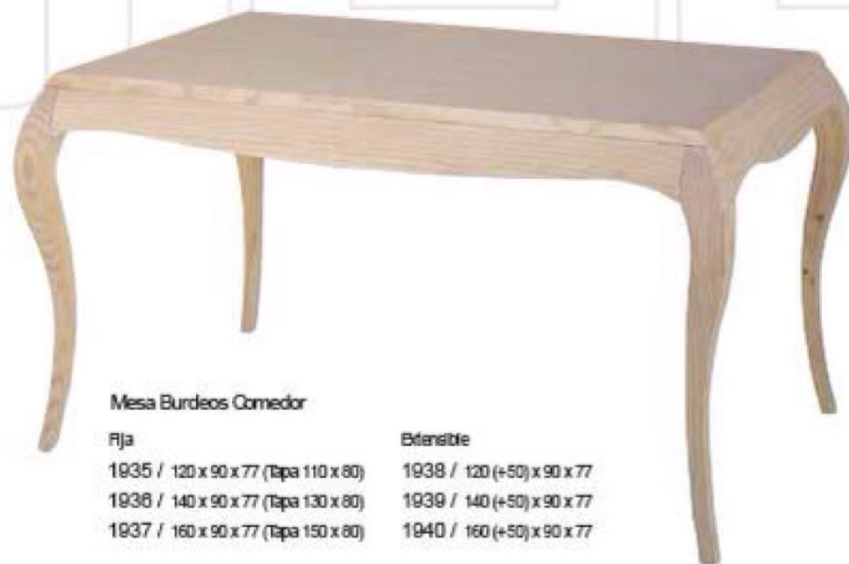 Mesa Burdeos Comedor
Fija
1935 / 120 x 90 x 77 (Tapa 110 x 80)
1936 / 140 x 90 x 77 (Tapa 130 x 80)
1937 / 160 x 90 x 77 (Tapa 150 x 80)
Extensible
1938 / 120 (+50) x 90 x 77
1939 / 140 (+50) x 90 x 77
1940 / 160 (+50) x 90 x 77